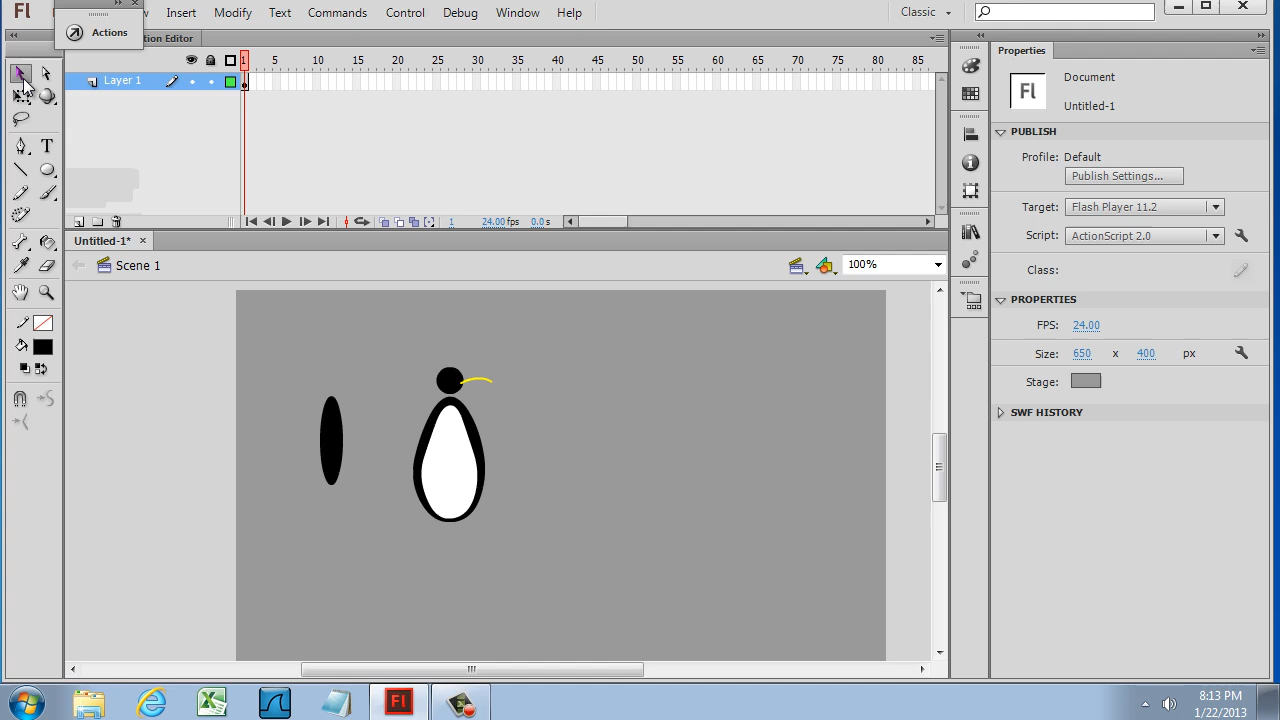 Fl
Insert Modify Text Commands Control Debug Window Help
Classic
Actions
tion Editor
1 5 10 15 20 25 30 35 40 45 50 55 60 65 70 75 80 85
Layer 1
1 24.00 fps 0.0 s
Untitled-1*
Scene 1
100%
T
Properties
Fl
Document
Untitled-1
PUBLISH
Profile: Default
Publish Settings...
Target: Flash Player 11.2
Script: ActionScript 2.0
Class:
PROPERTIES
FPS: 24.00
Size: 650 x 400 px
Stage:
SWF HISTORY
Fl
8:13 PM
1/22/2013